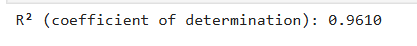 R² (coefficient of determination): 0.9610